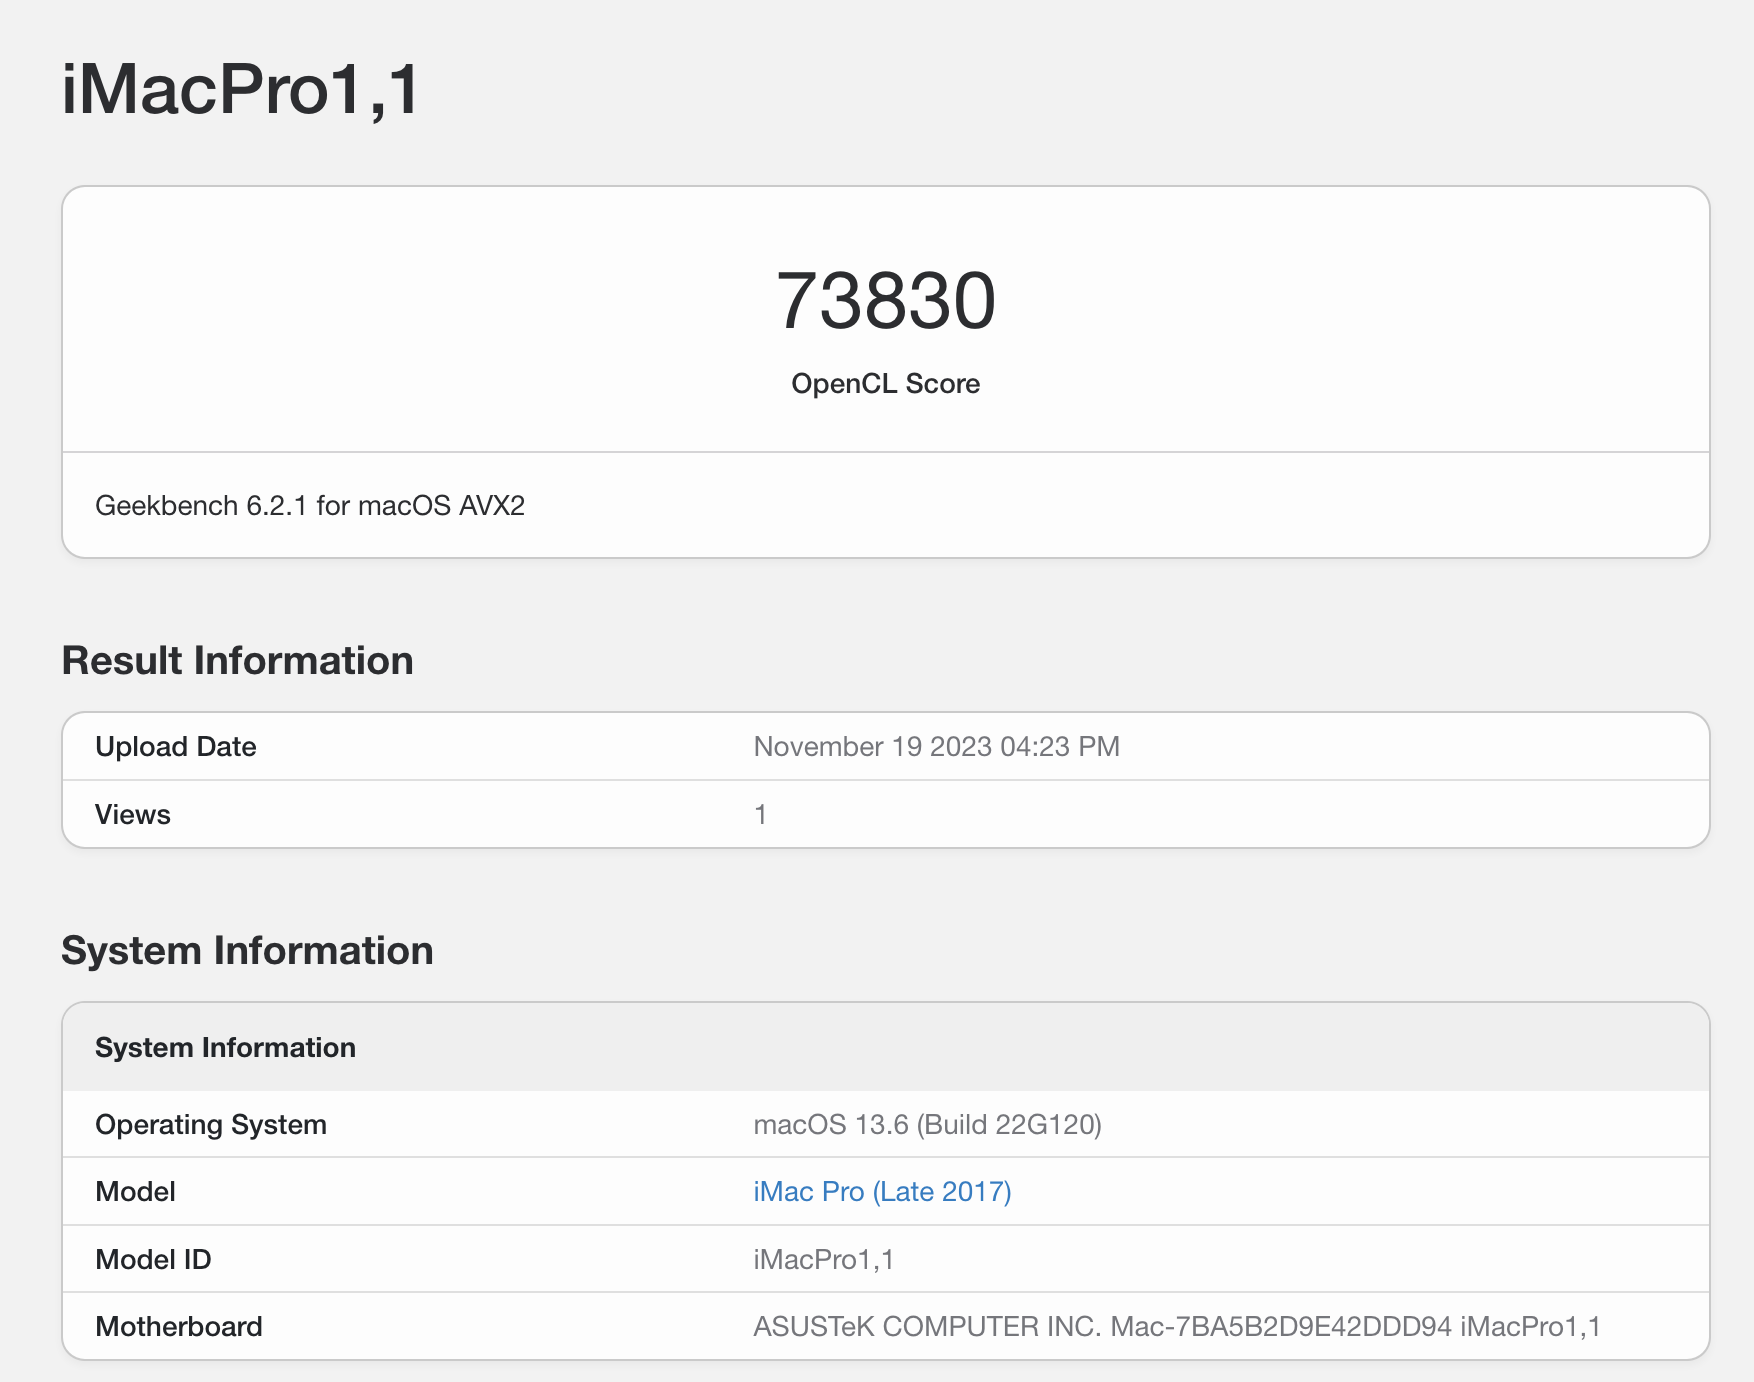 iMacPro1,1
73830
OpenCL Score
Geekbench 6.2.1 for macOS AVX2
Result Information
Upload Date November 19 2023 04:23 PM
Views 1
System Information
System Information
Operating System macOS 13.6 (Build 22G120)
Model iMac Pro (Late 2017)
Model ID iMacPro1,1
Motherboard ASUSTeK COMPUTER INC. Mac-7BA5B2D9E42DDD94 iMacPro1,1